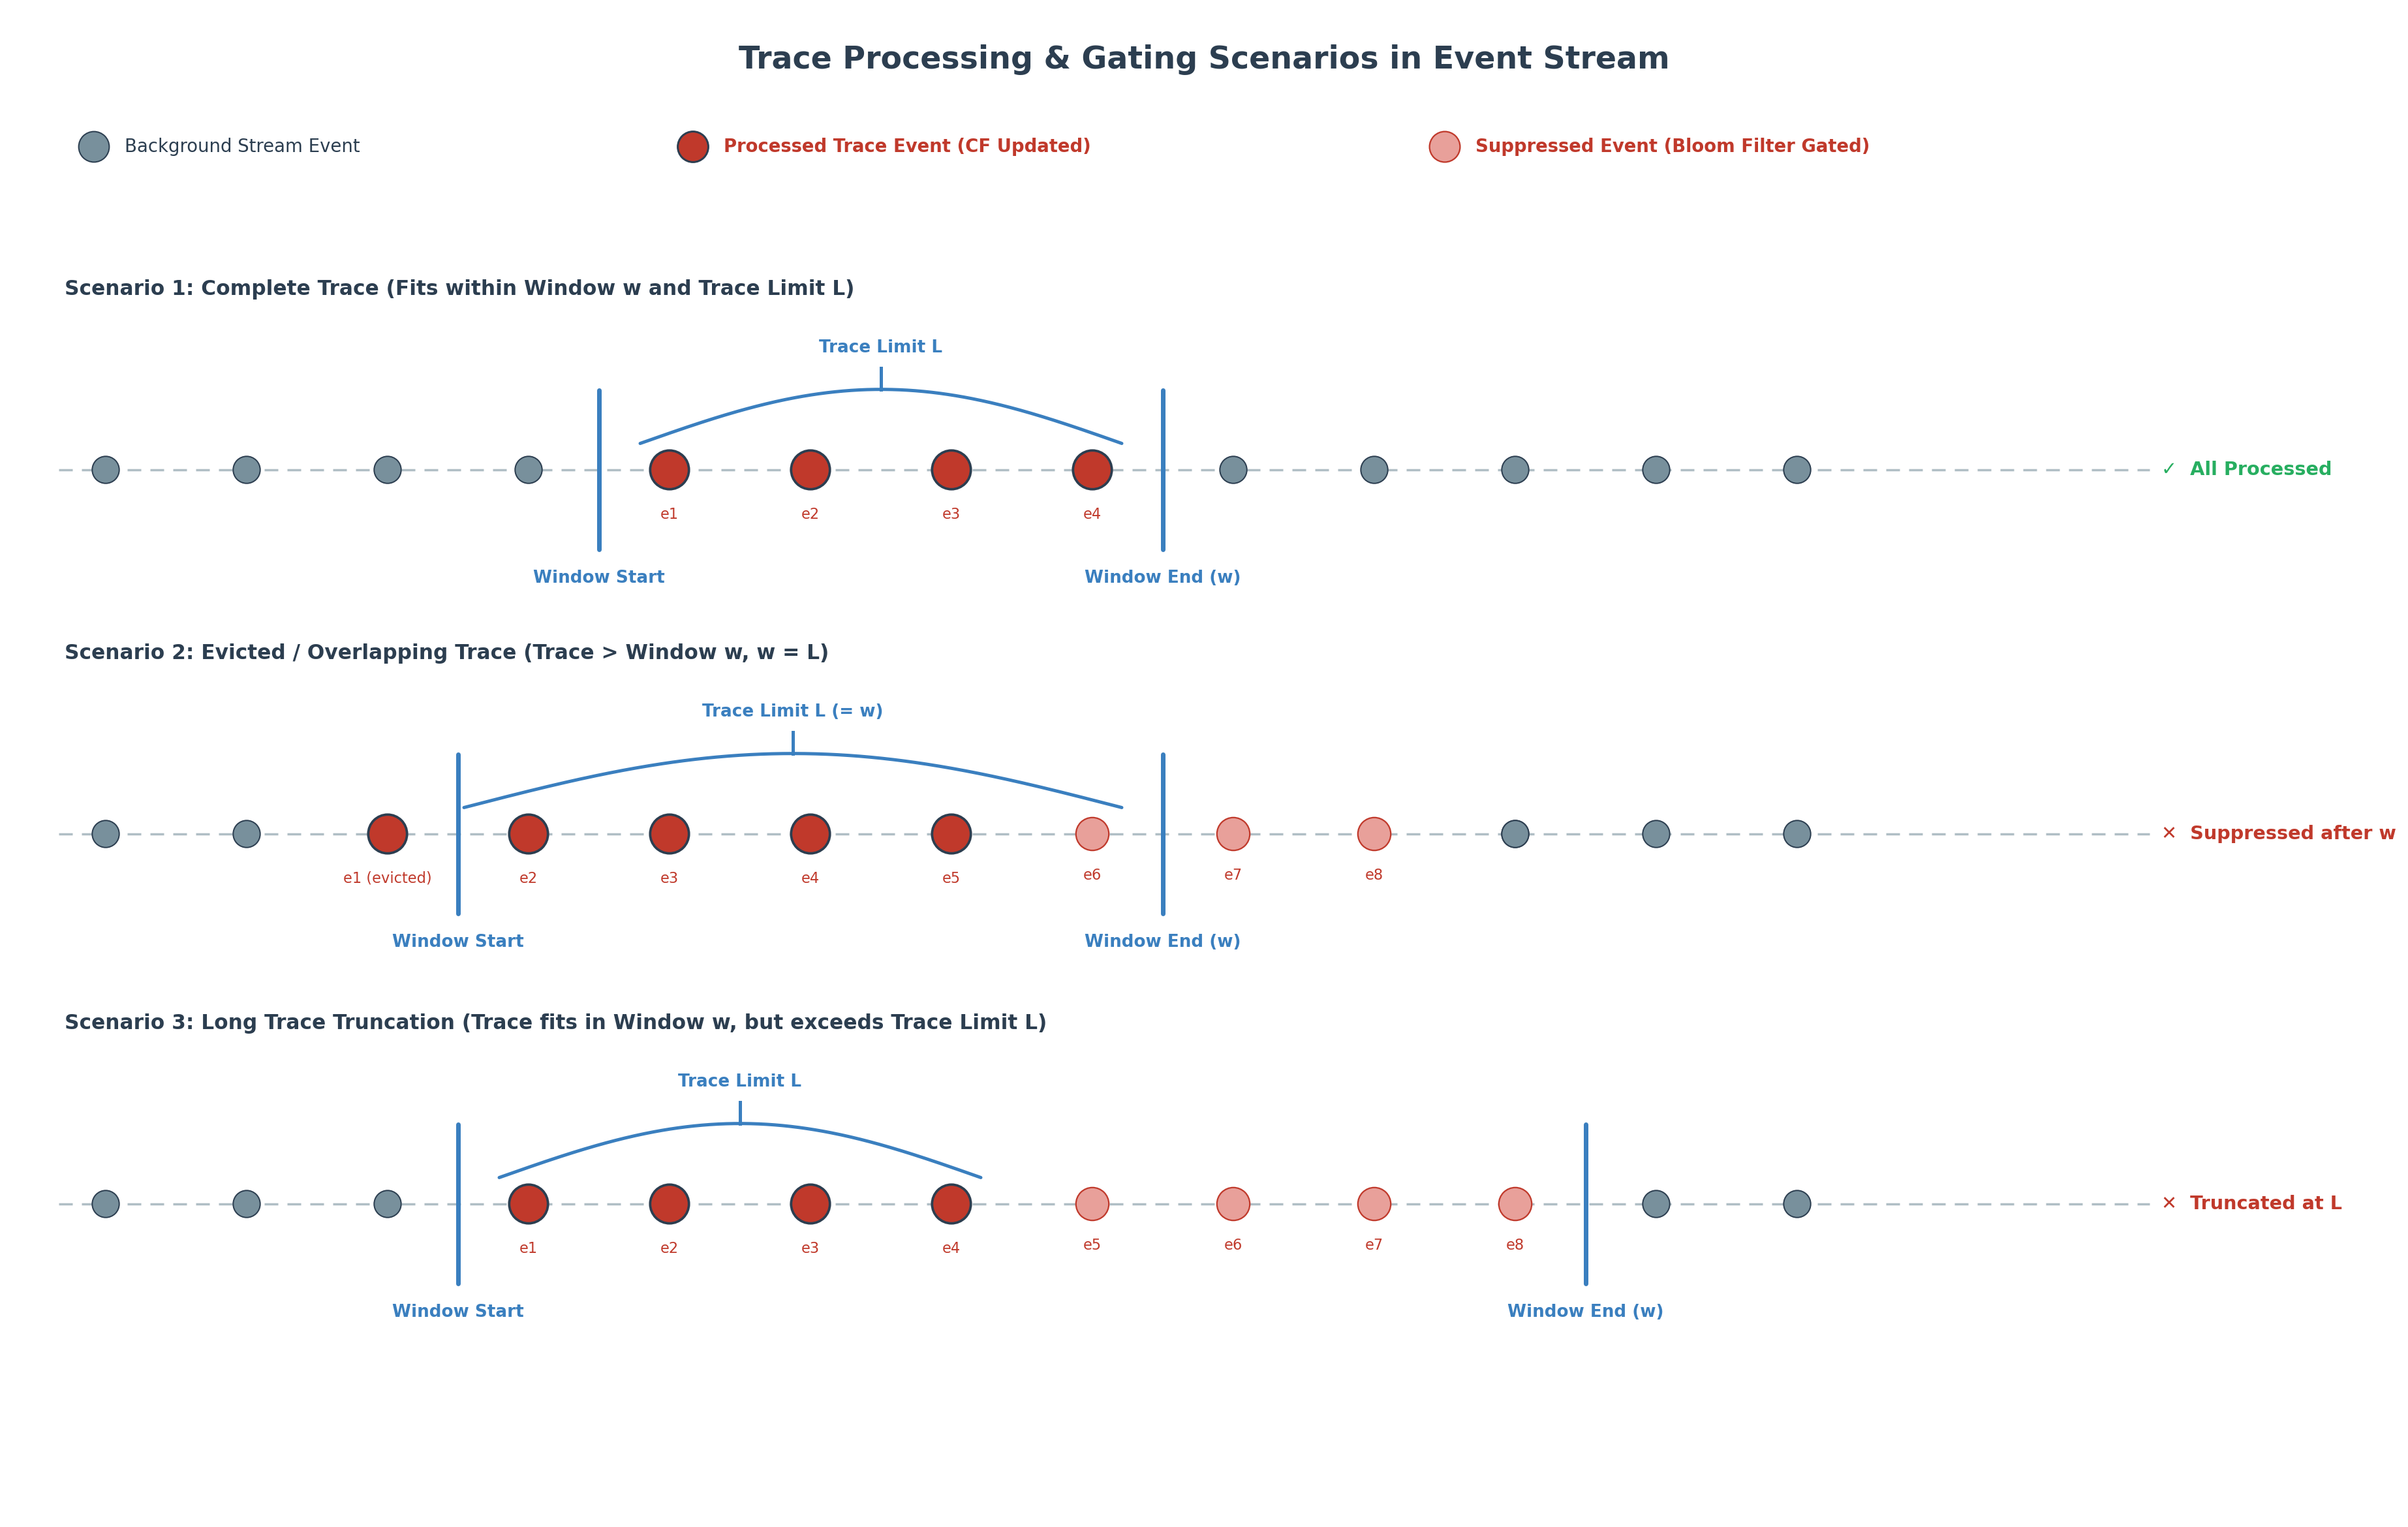 Trace Processing & Gating Scenarios in Event Stream
Background Stream Event
Processed Trace Event (CF Updated)
Suppressed Event (Bloom Filter Gated)
Scenario 1: Complete Trace (Fits within Window w and Trace Limit L)
Trace Limit L
✓ All Processed
e1
e2
e3
e4
Window Start
Window End (w)
Scenario 2: Evicted / Overlapping Trace (Trace > Window w, w = L)
Trace Limit L (= w)
✕ Suppressed after w
e1 (evicted)
e2
e3
e4
e5
e6
e7
e8
Window Start
Window End (w)
Scenario 3: Long Trace Truncation (Trace fits in Window w, but exceeds Trace Limit L)
Trace Limit L
✕ Truncated at L
e1
e2
e3
e4
e5
e6
e7
e8
Window Start
Window End (w)